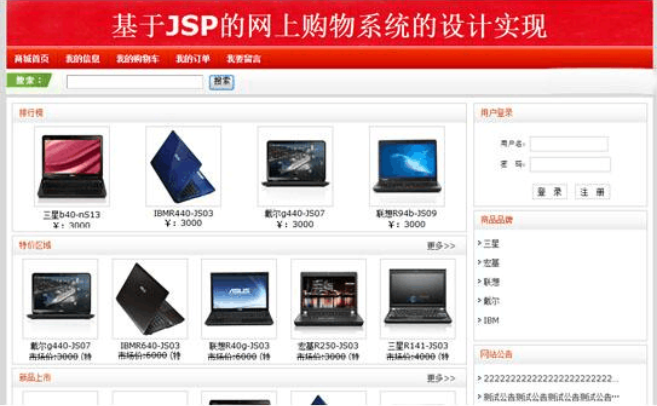 基于JSP的网上购物系统的设计实现
商城首页 我的信息 我的购物车 我的订单 我要留言
搜索： 搜索
排行榜
三星b40-nS13 IBMR440-JS03 戴尔g440-JS07 联想R94b-JS09
¥：3000 ¥：3000 ¥：3000 ¥：3000
特价区域 更多>>
ASUS
戴尔g440-JS07 IBMR640-JS03 联想R40g-JS03 宏基R250-JS03 三星R141-JS03
市场价:3000 (特 市场价:6000 (特 市场价:6000 (特 市场价:3000 (特 市场价:4000 (特
新品上市 更多>>
用户登录
用户名：
密 码：
登 录 注 册
商品品牌
三星
宏基
联想
戴尔
IBM
网站公告
2222222222222222222222...
测试公告测试公告测试公告测试公告…